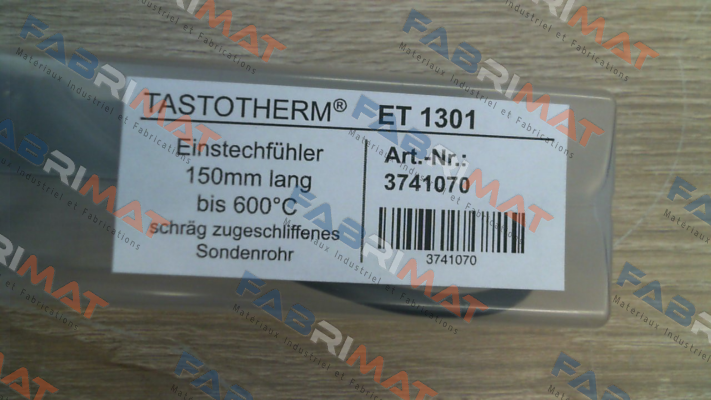 TASTOTHERM® ET 1301
Einstechfühler
150mm lang
bis 600°C
schräg zugeschliffenes
Sondenrohr
Art.-Nr.:
3741070
3741070
FABRIMAT
Materiaux Industriel et Fabrications